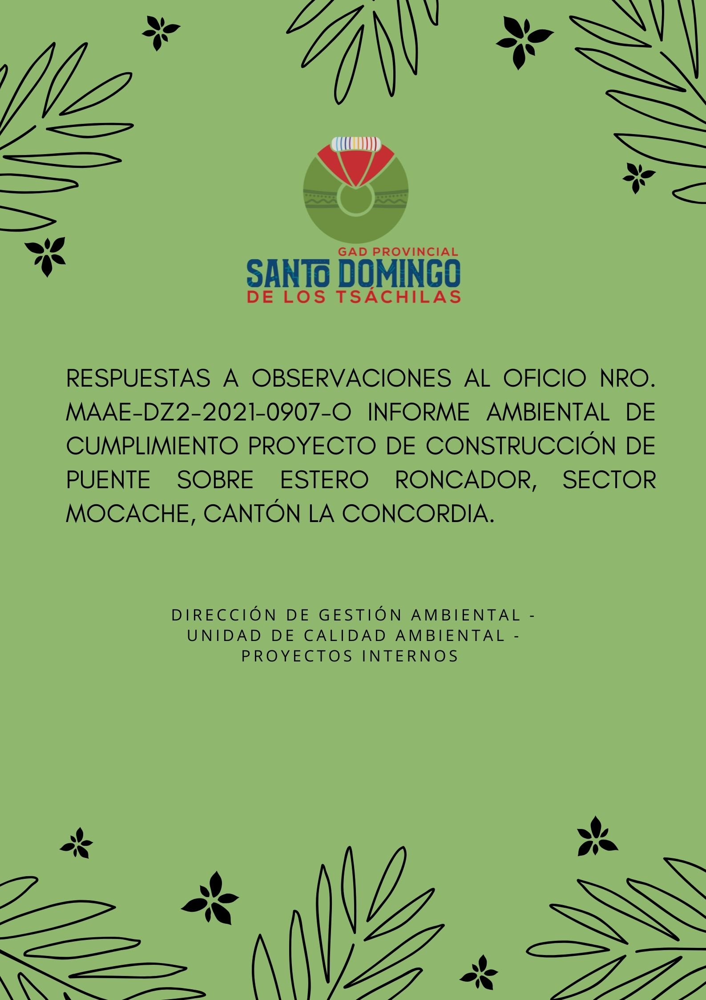 GAD PROVINCIAL
SANTO DOMINGO
DE LOS TSÁCHILAS
RESPUESTAS A OBSERVACIONES AL OFICIO NRO.
MAAE-DZ2-2021-0907-O INFORME AMBIENTAL DE
CUMPLIMIENTO PROYECTO DE CONSTRUCCIÓN DE
PUENTE SOBRE ESTERO RONCADOR, SECTOR
MOCACHE, CANTÓN LA CONCORDIA.
DIRECCIÓN DE GESTIÓN AMBIENTAL -
UNIDAD DE CALIDAD AMBIENTAL -
PROYECTOS INTERNOS